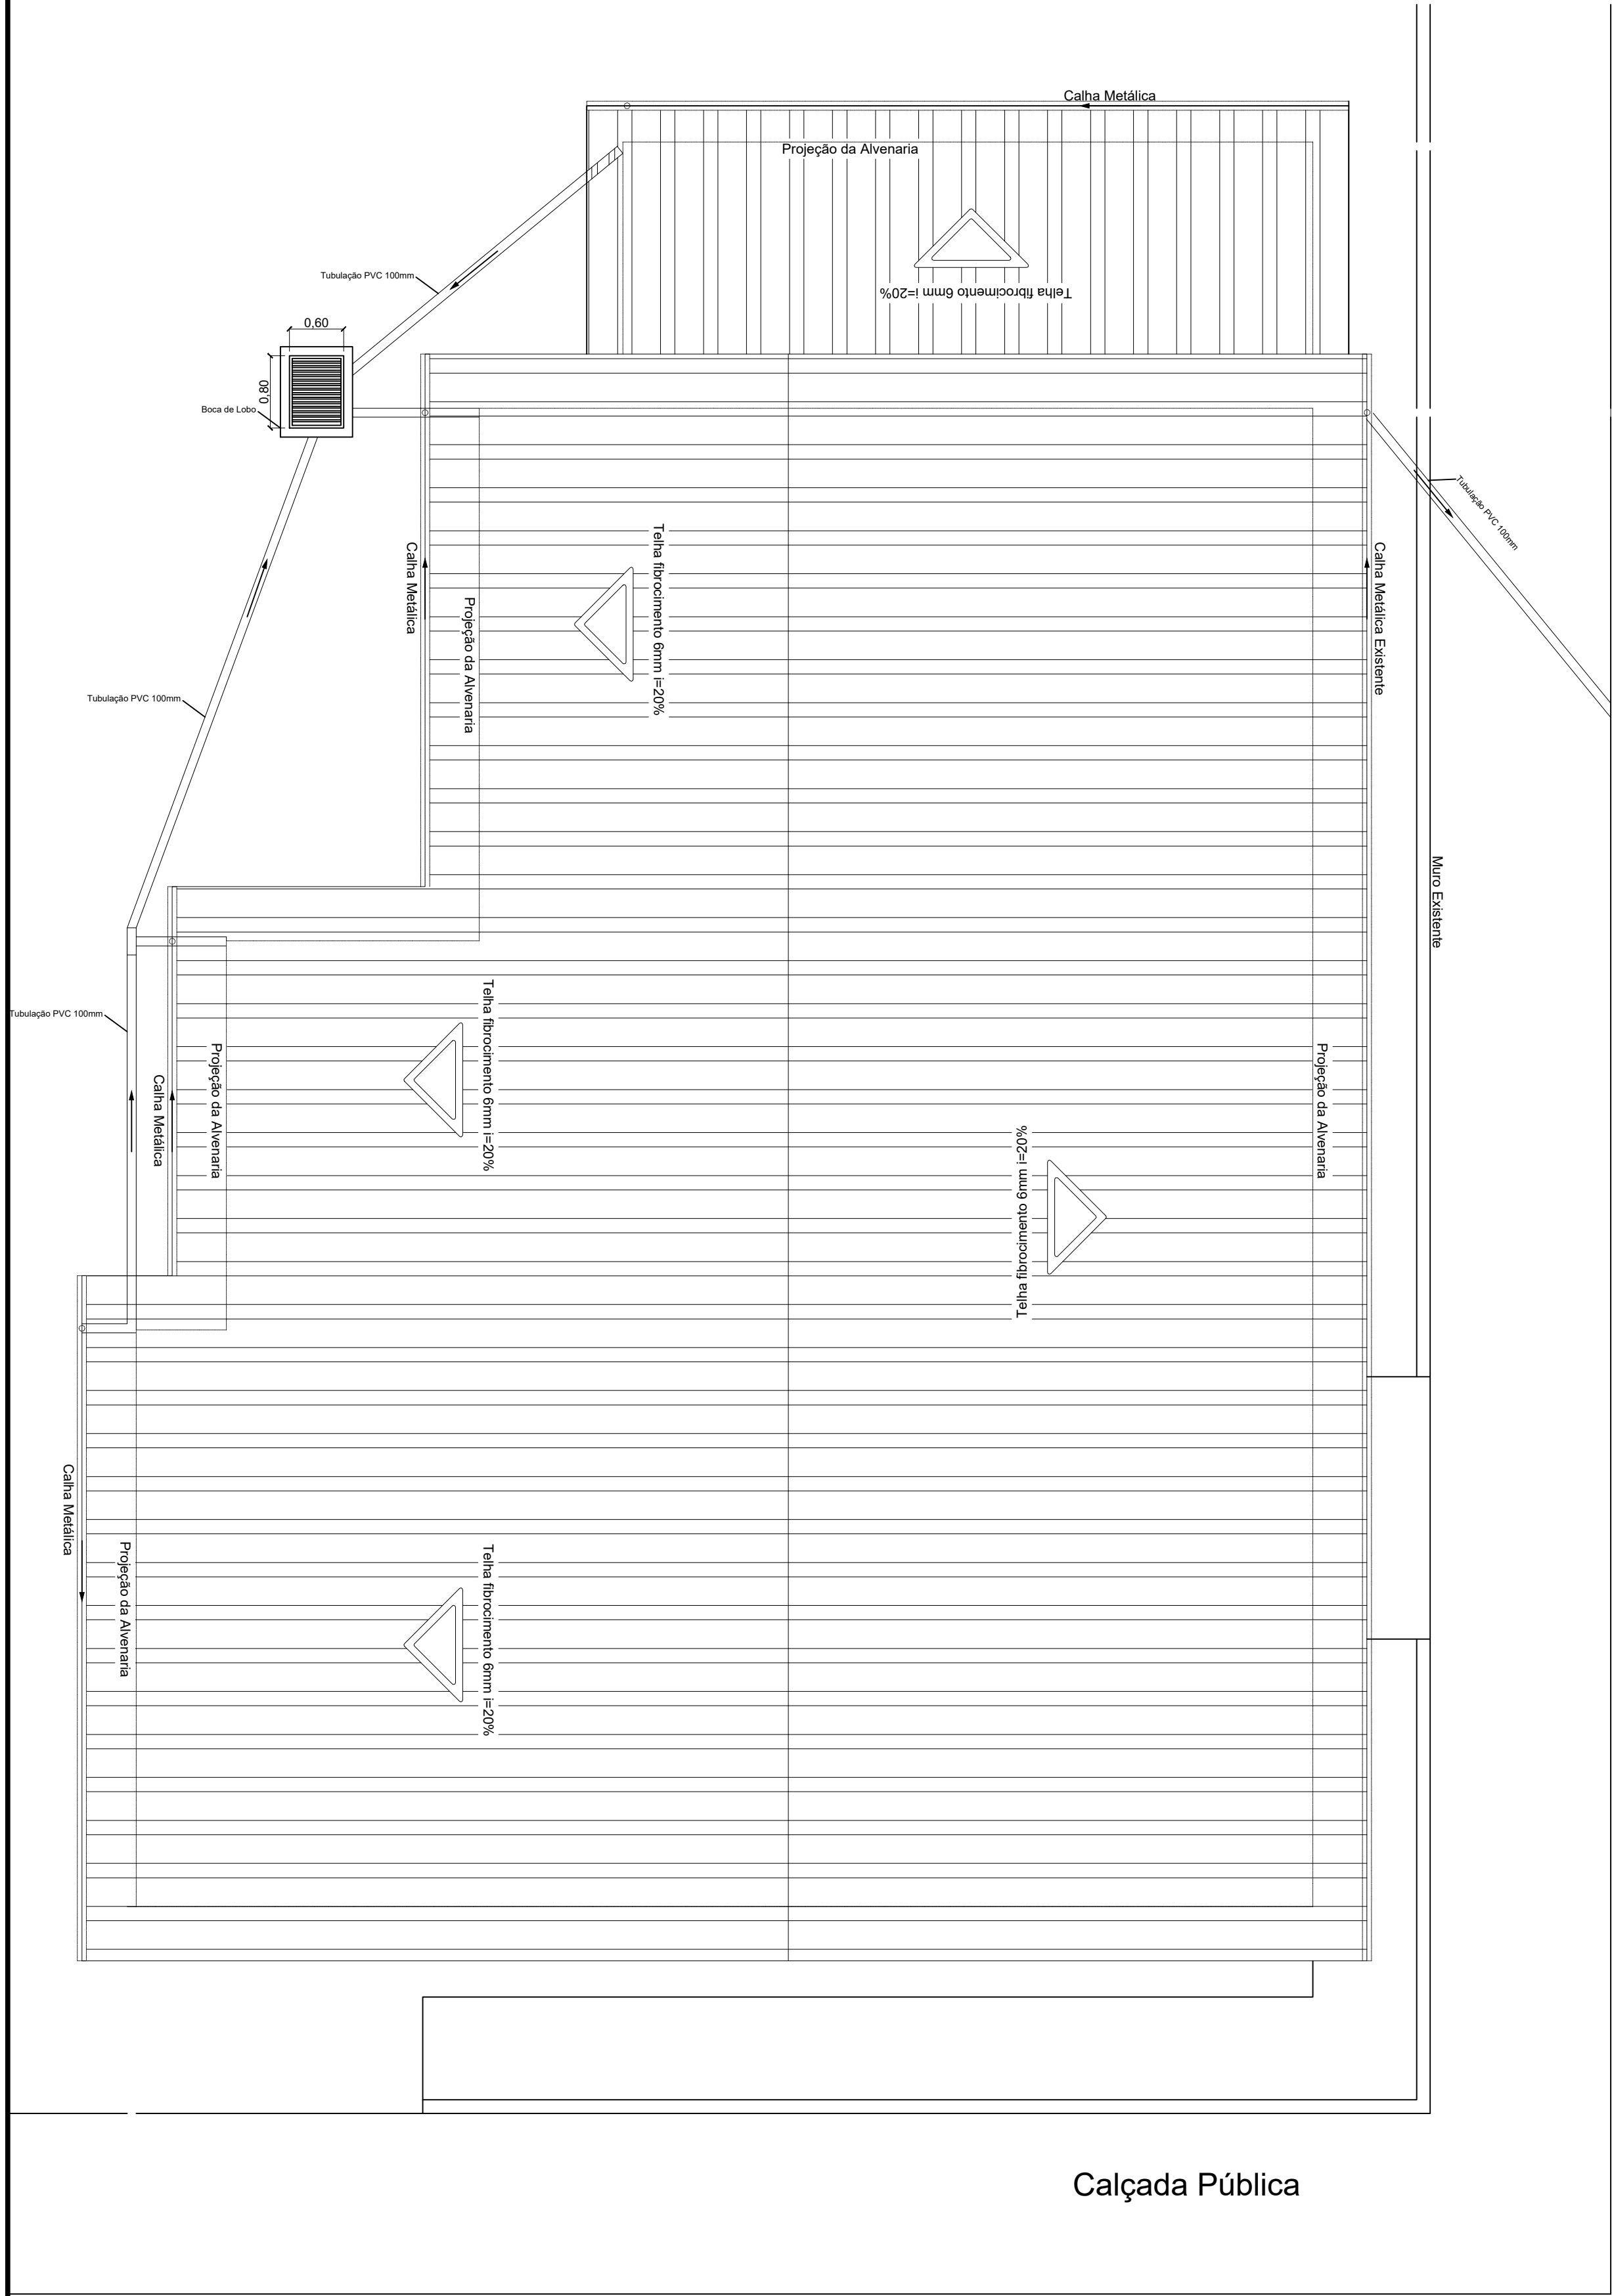 Calha Metálica
Projeção da Alvenaria
Tubulação PVC 100mm
Telha fibrocimento 6mm i=20%
0,60
0,80
Boca de Lobo
Tubulação PVC 100mm
Calha Metálica
Telha fibrocimento 6mm i=20%
Projeção da Alvenaria
Calha Metálica Existente
Tubulação PVC 100mm
Muro Existente
Tubulação PVC 100mm
Calha Metálica
Projeção da Alvenaria
Telha fibrocimento 6mm i=20%
Telha fibrocimento 6mm i=20%
Projeção da Alvenaria
Calha Metálica
Projeção da Alvenaria
Telha fibrocimento 6mm i=20%
Calçada Pública